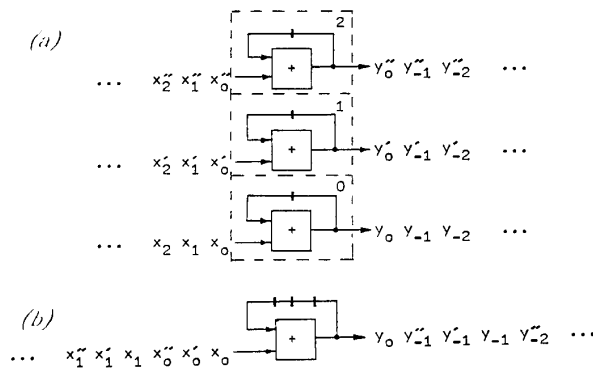 (a)
2
... x₂″ x₁″ x₀″ + y₀″ y₋₁″ y₋₂″ ...
1
... x₂′ x₁′ x₀′ + y₀′ y₋₁′ y₋₂′ ...
0
... x₂ x₁ x₀ + y₀ y₋₁ y₋₂ ...
(b)
... x₁″ x₁′ x₁ x₀″ x₀′ x₀ + y₀ y₋₁″ y₋₁′ y₋₁ y₋₂″ ...